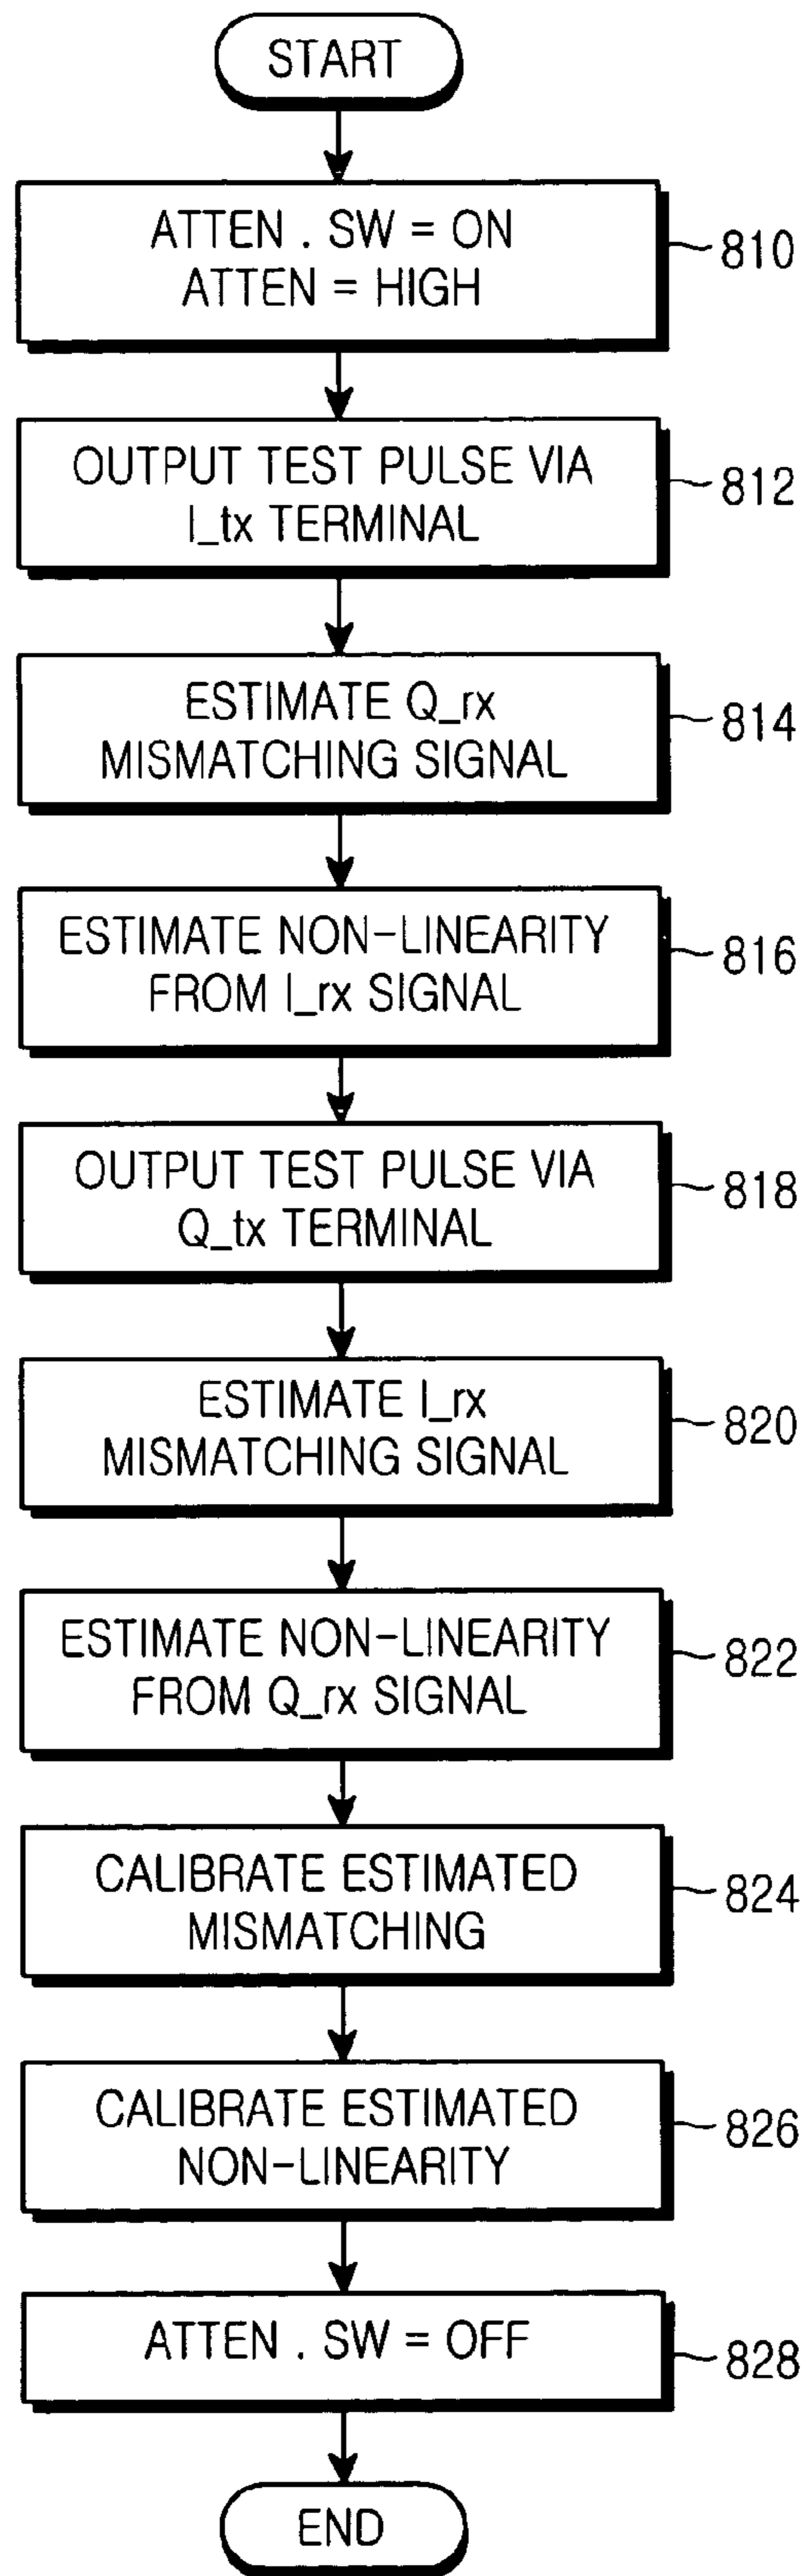 START
ATTEN . SW = ON
ATTEN = HIGH
810
OUTPUT TEST PULSE VIA
I_tx TERMINAL
812
ESTIMATE Q_rx
MISMATCHING SIGNAL
814
ESTIMATE NON-LINEARITY
FROM I_rx SIGNAL
816
OUTPUT TEST PULSE VIA
Q_tx TERMINAL
818
ESTIMATE I_rx
MISMATCHING SIGNAL
820
ESTIMATE NON-LINEARITY
FROM Q_rx SIGNAL
822
CALIBRATE ESTIMATED
MISMATCHING
824
CALIBRATE ESTIMATED
NON-LINEARITY
826
ATTEN . SW = OFF
828
END